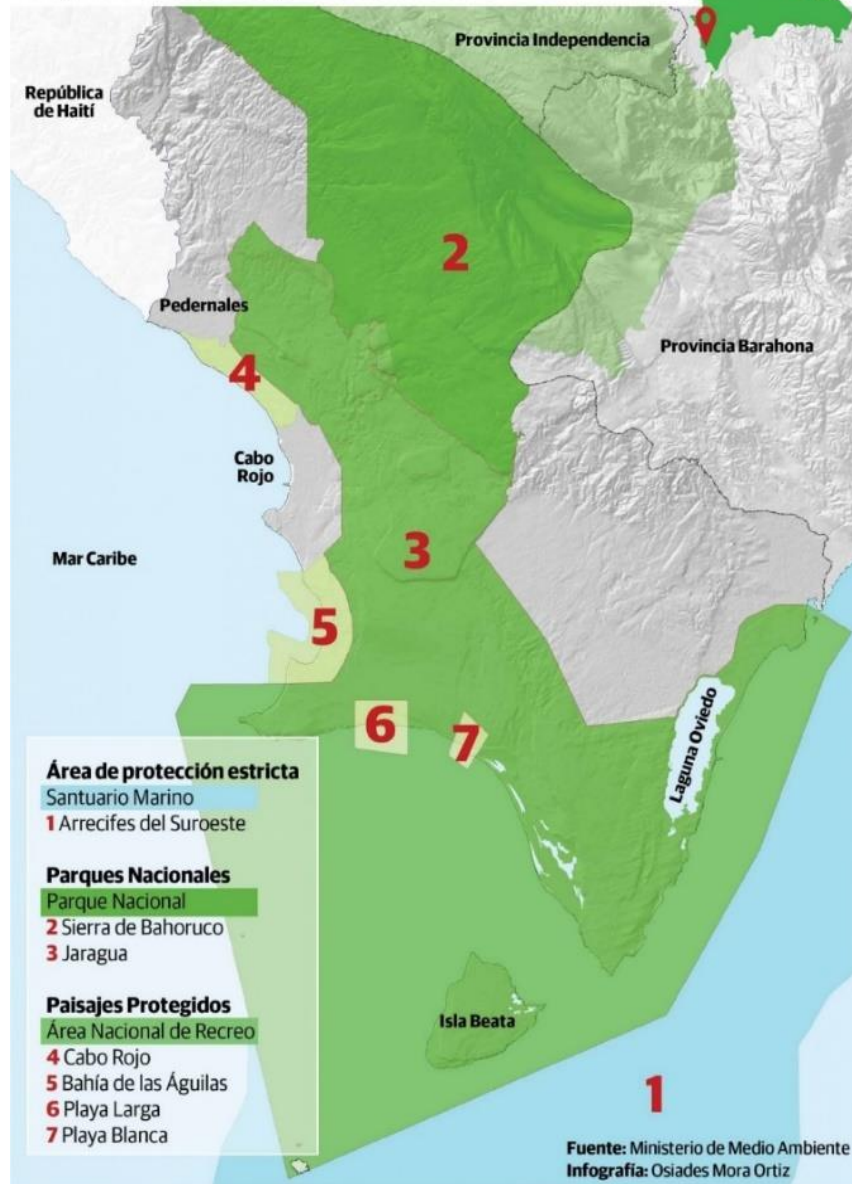 Provincia Independencia
República
de Haití
2
Pedernales
Provincia Barahona
4
Cabo
Rojo
3
Mar Caribe
5
6
7
Laguna Oviedo
Área de protección estricta
Santuario Marino
1 Arrecifes del Suroeste
Parques Nacionales
Parque Nacional
2 Sierra de Bahoruco
3 Jaragua
Paisajes Protegidos
Área Nacional de Recreo
4 Cabo Rojo
5 Bahía de las Águilas
6 Playa Larga
7 Playa Blanca
Isla Beata
1
Fuente: Ministerio de Medio Ambiente
Infografía: Osiades Mora Ortiz